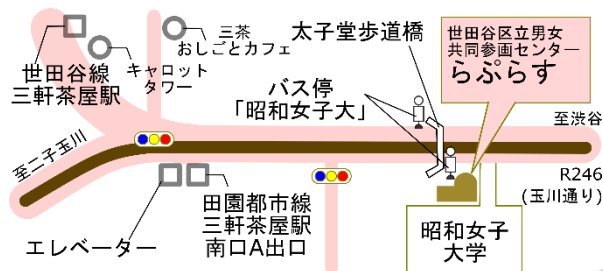 世田谷線
三軒茶屋駅
キャロット
タワー
三茶
おしごとカフェ
太子堂歩道橋
世田谷区立男女
共同参画センター
らぷらす
バス停
「昭和女子大」
至渋谷
至二子玉川
R246
(玉川通り)
エレベーター
田園都市線
三軒茶屋駅
南口A出口
昭和女子
大学